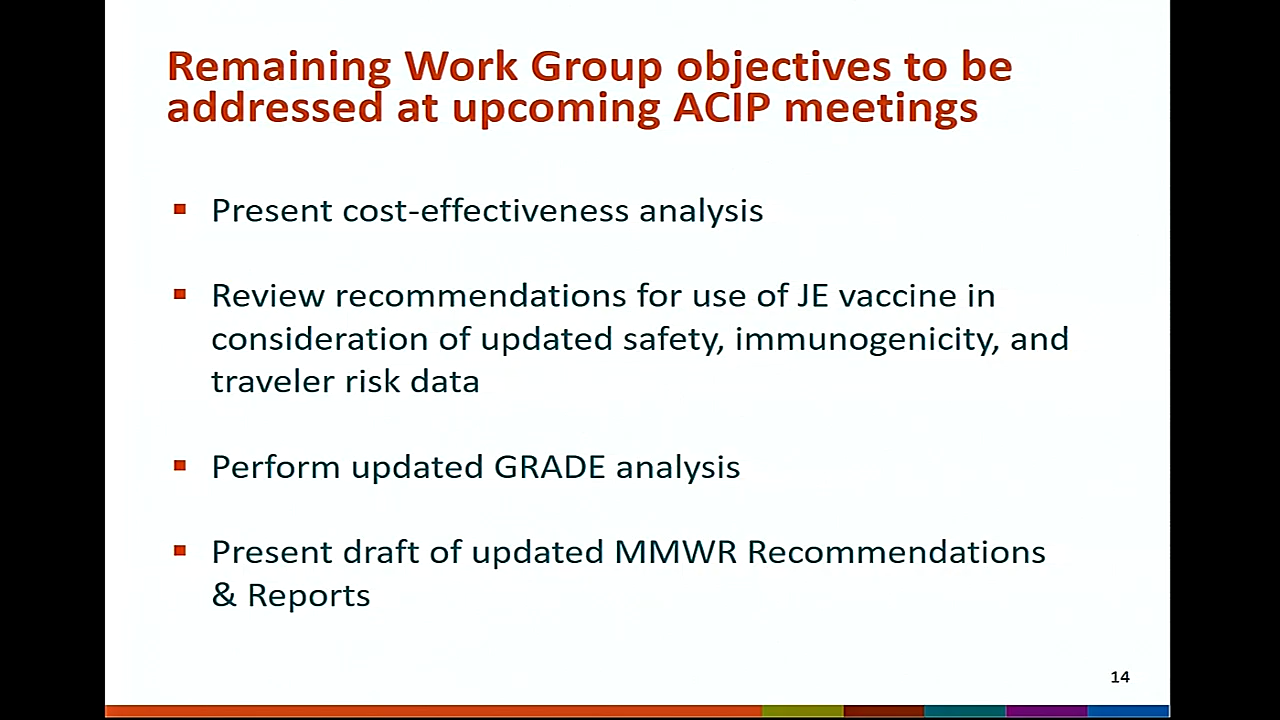 Remaining Work Group objectives to be
addressed at upcoming ACIP meetings
Present cost-effectiveness analysis
Review recommendations for use of JE vaccine in
consideration of updated safety, immunogenicity, and
traveler risk data
Perform updated GRADE analysis
Present draft of updated MMWR Recommendations
& Reports
14